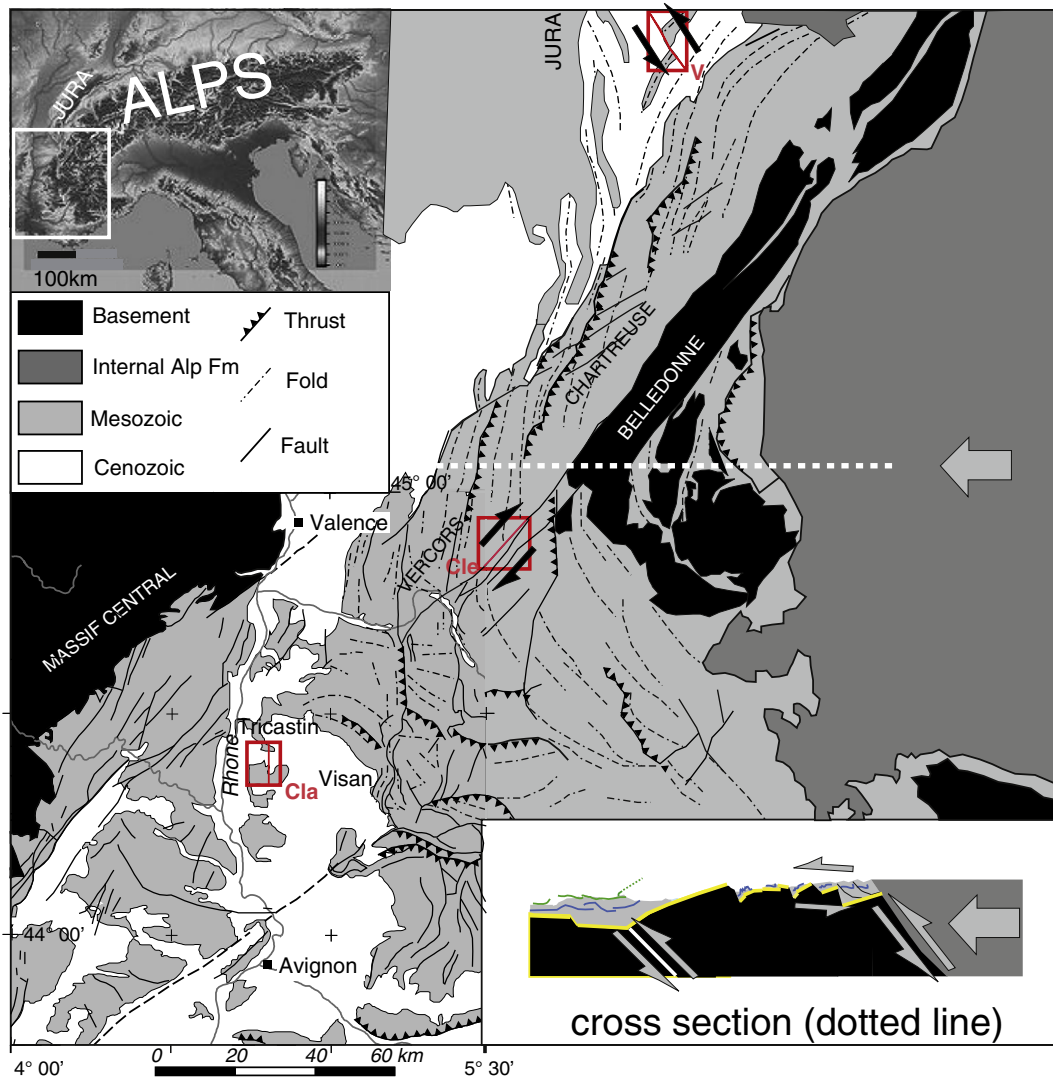 JURA
ALPS
100km
Basement
Internal Alp Fm
Mesozoic
Cenozoic
Thrust
Fold
Fault
JURA
V
CHARTREUSE
BELLEDONNE
45° 00'
Valence
VERCORS
Cle
MASSIF CENTRAL
Tricastin
Rhone
Visan
Cla
44° 00'
Avignon
cross section (dotted line)
0 20 40 60 km
4° 00'
5° 30'